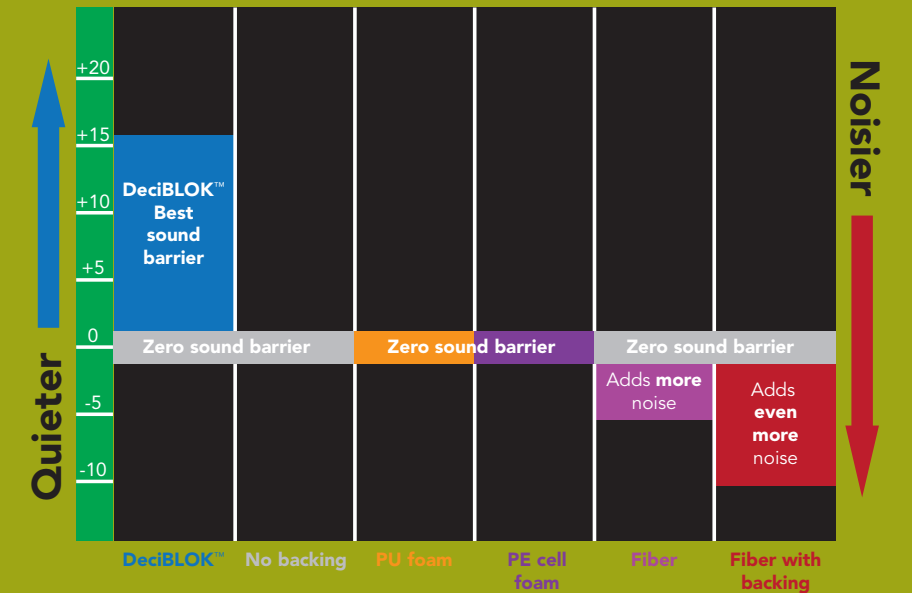 Quieter
Noisier
+20
+15
+10
+5
0
-5
-10
DeciBLOK™
Best
sound
barrier
Zero sound barrier
Zero sound barrier
Zero sound barrier
Adds more
noise
Adds
even
more
noise
DeciBLOK™
No backing
PU foam
PE cell
foam
Fiber
Fiber with
backing